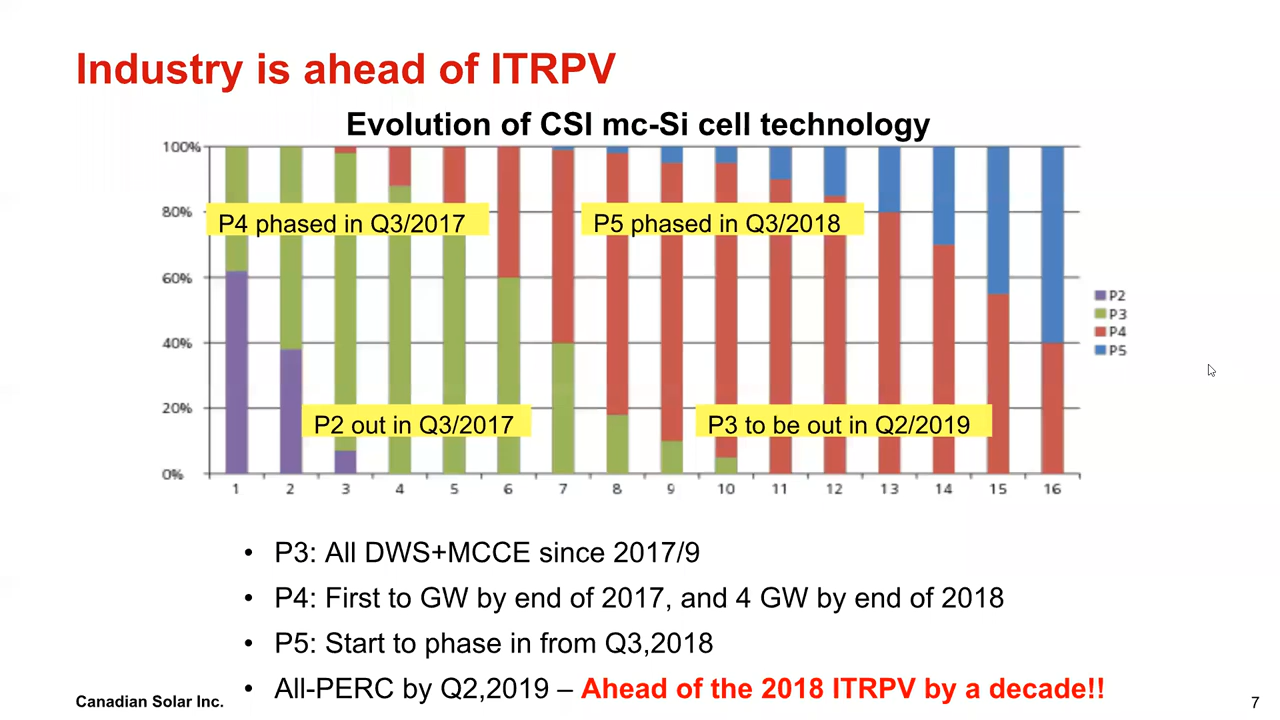 Industry is ahead of ITRPV
Evolution of CSI mc-Si cell technology
100%
80%
60%
40%
20%
0%
P4 phased in Q3/2017
P5 phased in Q3/2018
P2 out in Q3/2017
P3 to be out in Q2/2019
P2
P3
P4
P5
1 2 3 4 5 6 7 8 9 10 11 12 13 14 15 16
• P3: All DWS+MCCE since 2017/9
• P4: First to GW by end of 2017, and 4 GW by end of 2018
• P5: Start to phase in from Q3,2018
• All-PERC by Q2,2019 – Ahead of the 2018 ITRPV by a decade!!
Canadian Solar Inc.
7